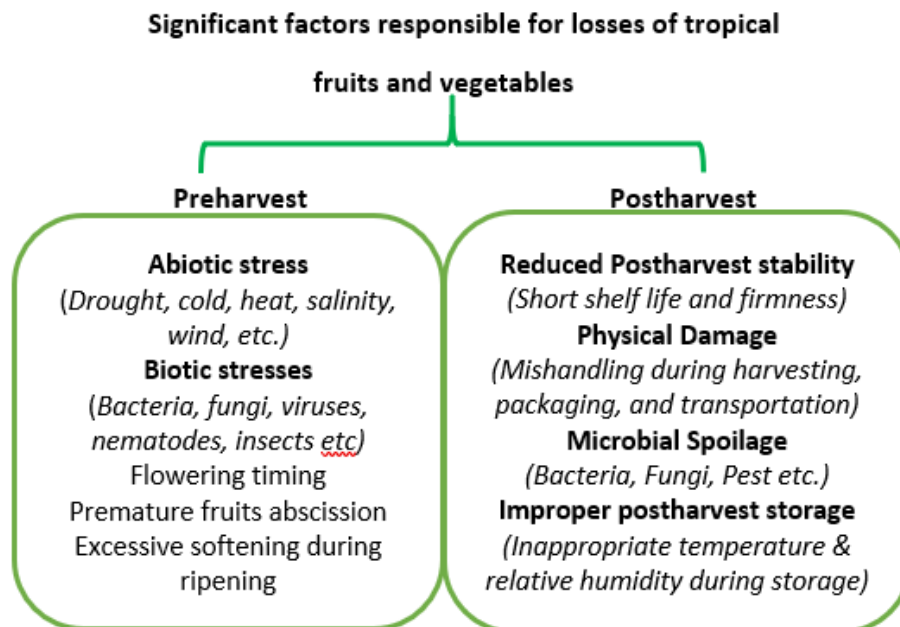 Significant factors responsible for losses of tropical
fruits and vegetables
Preharvest
Abiotic stress
(Drought, cold, heat, salinity,
wind, etc.)
Biotic stresses
(Bacteria, fungi, viruses,
nematodes, insects etc)
Flowering timing
Premature fruits abscission
Excessive softening during
ripening
Postharvest
Reduced Postharvest stability
(Short shelf life and firmness)
Physical Damage
(Mishandling during harvesting,
packaging, and transportation)
Microbial Spoilage
(Bacteria, Fungi, Pest etc.)
Improper postharvest storage
(Inappropriate temperature &
relative humidity during storage)